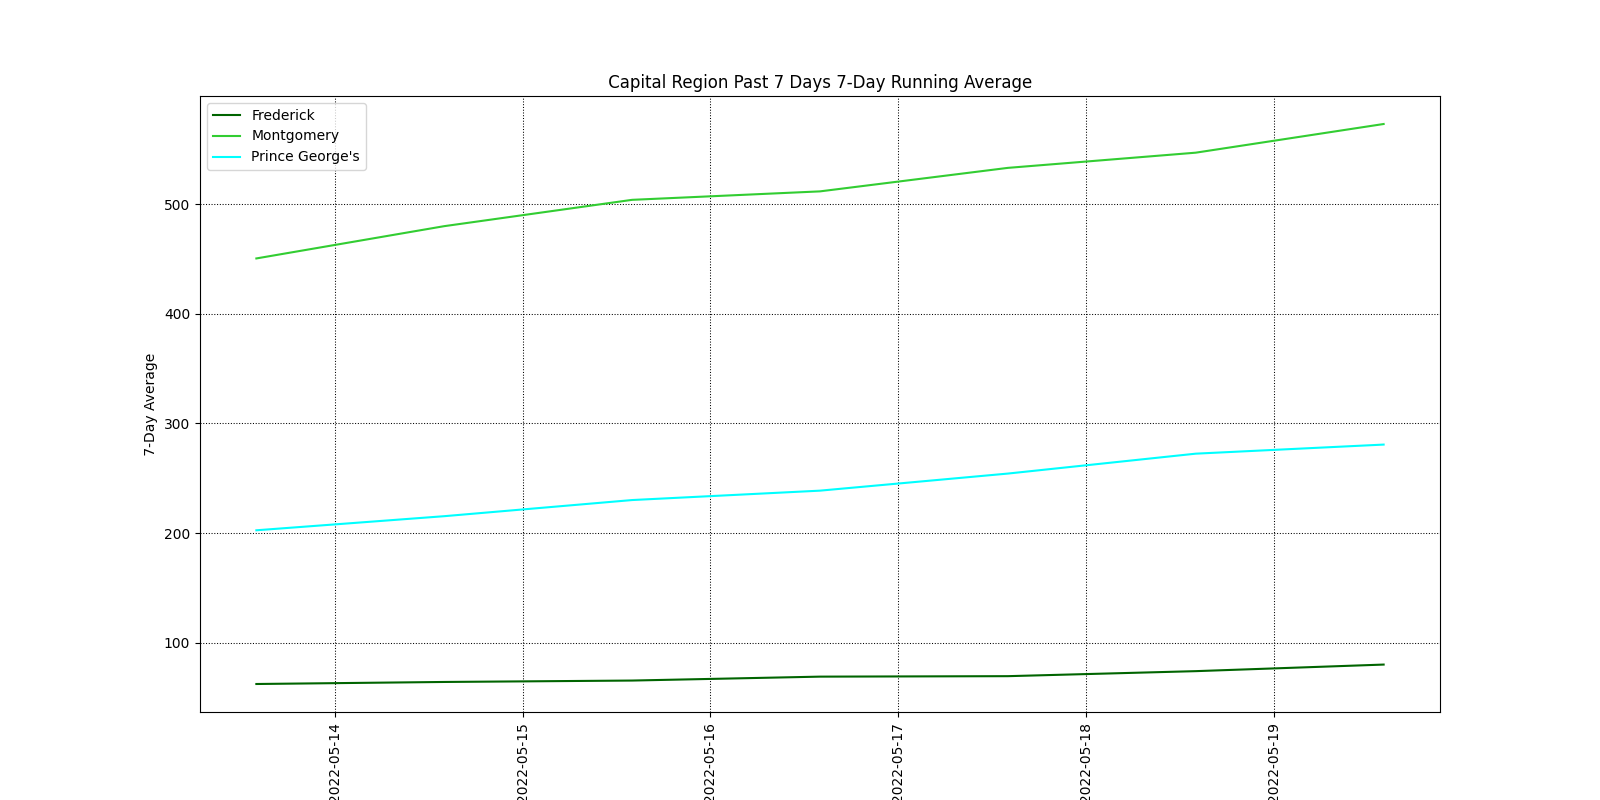 Capital Region Past 7 Days 7-Day Running Average
Frederick
Montgomery
Prince George's
7-Day Average
500
400
300
200
100
2022-05-14
2022-05-15
2022-05-16
2022-05-17
2022-05-18
2022-05-19